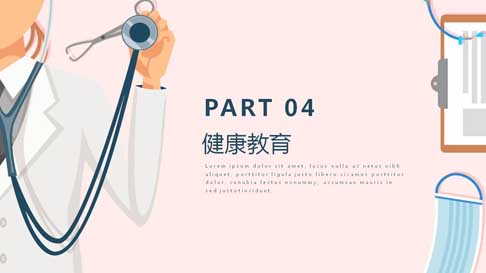 PART 04
健康教育
Lorem ipsum dolor sit amet, lacus nulla ac netus nibh
aliquet, porttitor ligula justo libero vivamus porttitor
dolor, conubia lectus nonummy, accumsan mauris in
sed justotincidunt.